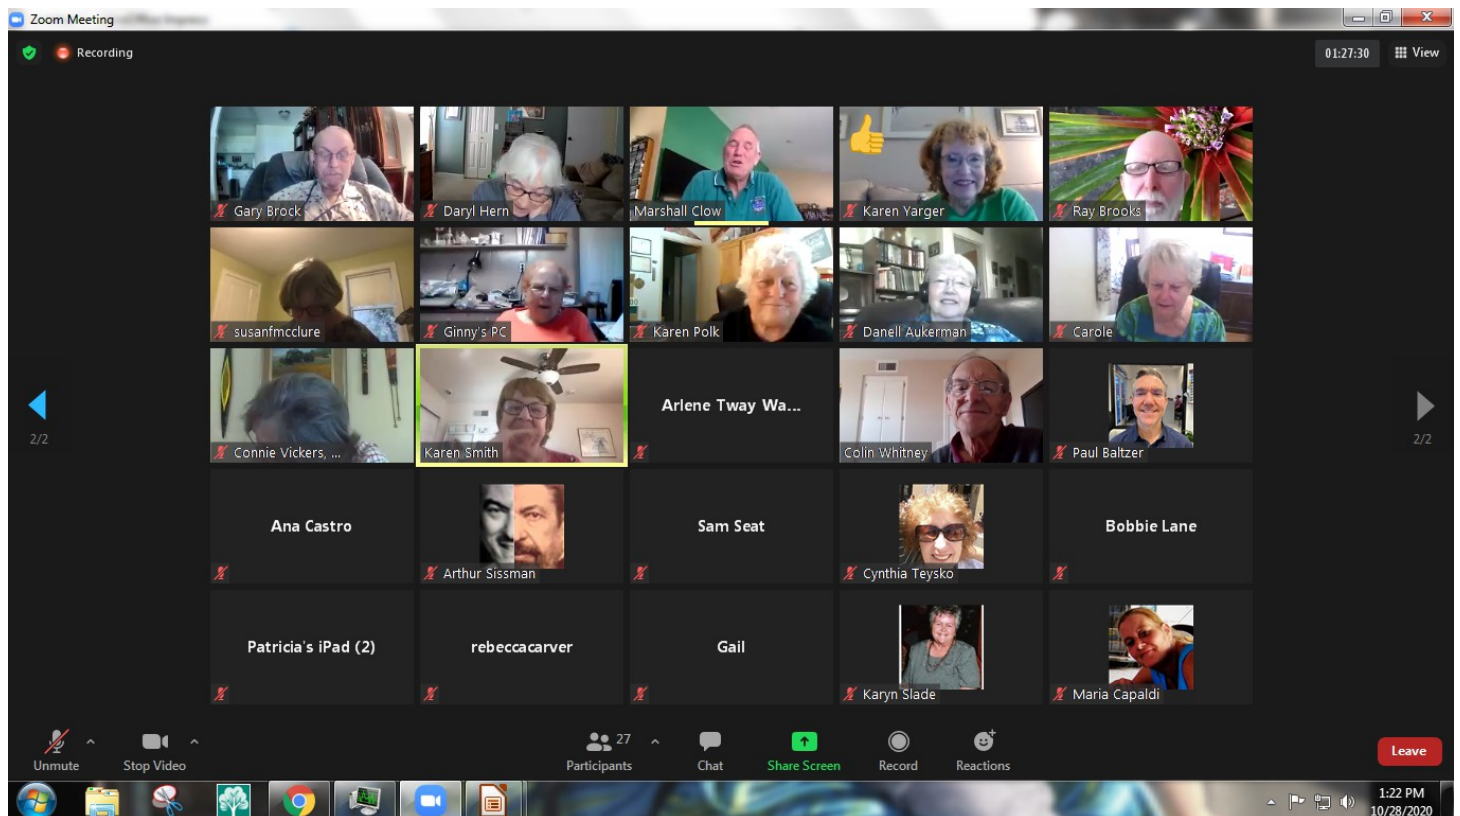 Zoom Meeting
Recording
01:27:30
View
Gary Brock
Daryl Hern
Marshall Clow
Karen Yarger
Ray Brooks
susanfmcclure
Ginny's PC
Karen Polk
Danell Aukerman
Carole
Connie Vickers, ...
Karen Smith
Arlene Tway Wa...
Colin Whitney
Paul Baltzer
2/2
2/2
Ana Castro
Arthur Sissman
Sam Seat
Cynthia Teysko
Bobbie Lane
Patricia's iPad (2)
rebeccacarver
Gail
Karyn Slade
Maria Capaldi
Unmute
Stop Video
27
Participants
Chat
Share Screen
Record
Reactions
Leave
1:22 PM
10/28/2020